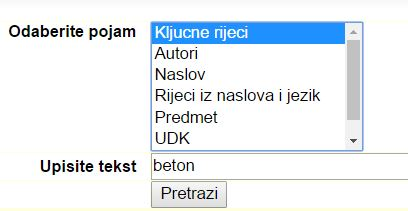 Odaberite pojam Kljucne rijeci
Autori
Naslov
Rijeci iz naslova i jezik
Predmet
UDK
Upisite tekst beton
Pretrazi